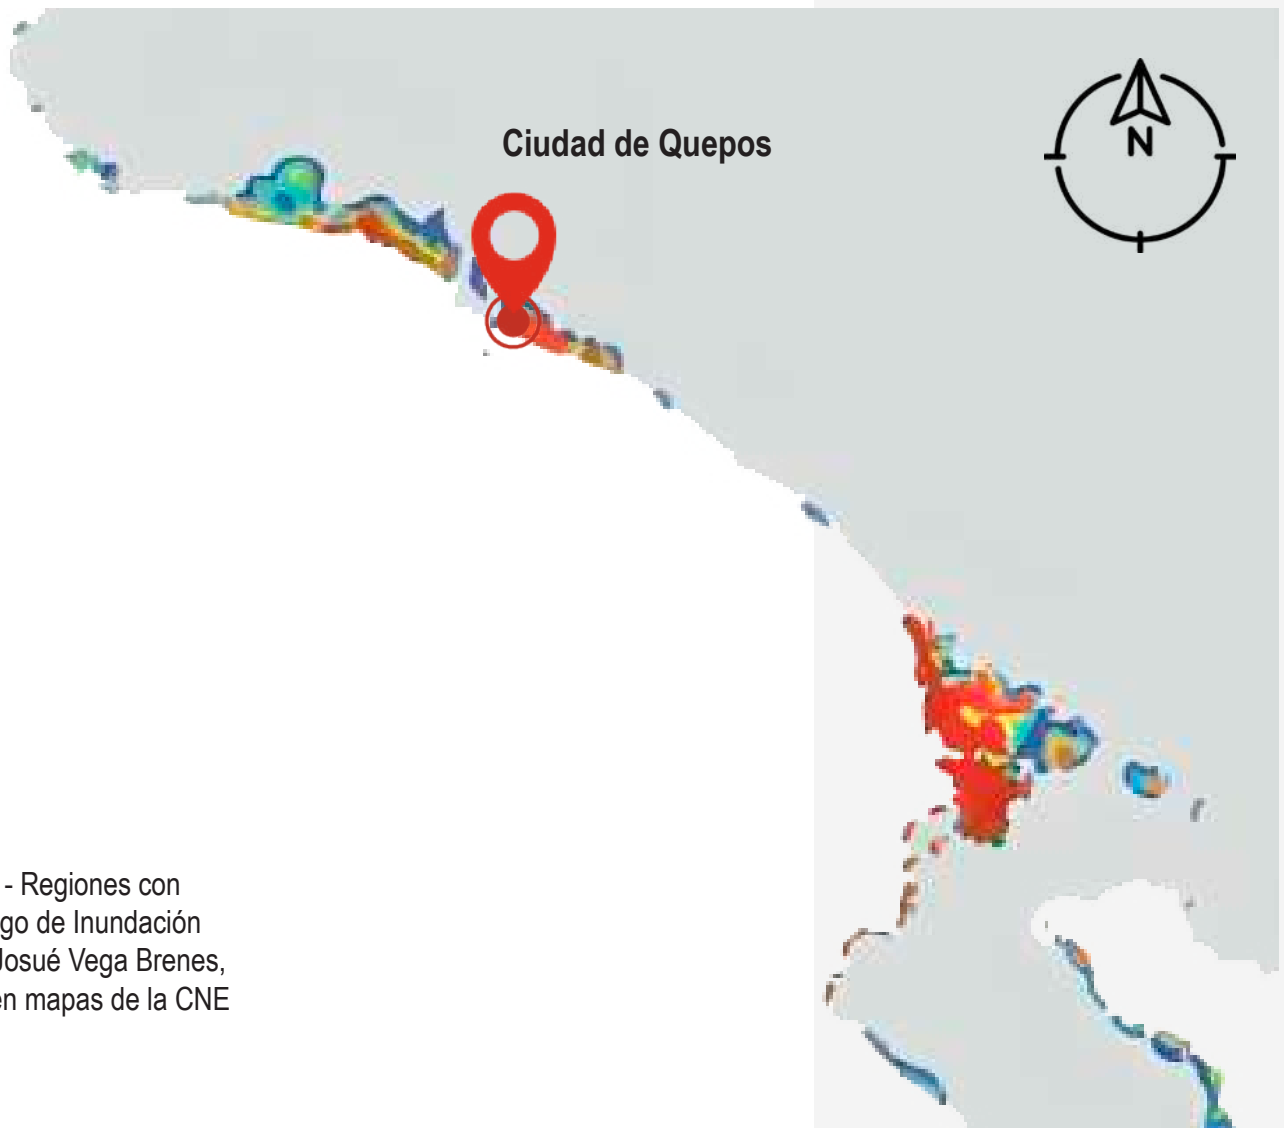 Ciudad de Quepos
N
- Regiones con
go de Inundación
Josué Vega Brenes,
en mapas de la CNE